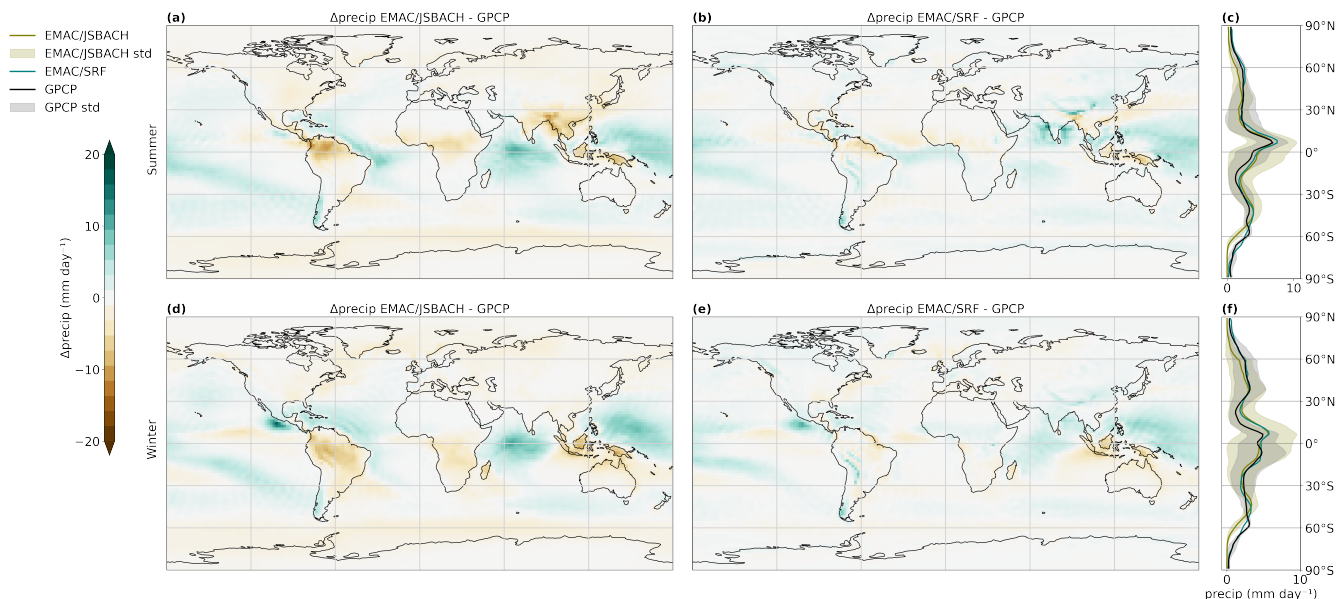 (a) Δprecip EMAC/JSBACH - GPCP
(b) Δprecip EMAC/SRF - GPCP
(c)
EMAC/JSBACH
EMAC/JSBACH std
EMAC/SRF
GPCP
GPCP std
Δprecip (mm day⁻¹)
20
10
0
−10
−20
Summer
90°N
60°N
30°N
0°
30°S
60°S
90°S
0 10
(d) Δprecip EMAC/JSBACH - GPCP
(e) Δprecip EMAC/SRF - GPCP
(f)
Winter
90°N
60°N
30°N
0°
30°S
60°S
90°S
0 10
precip (mm day⁻¹)